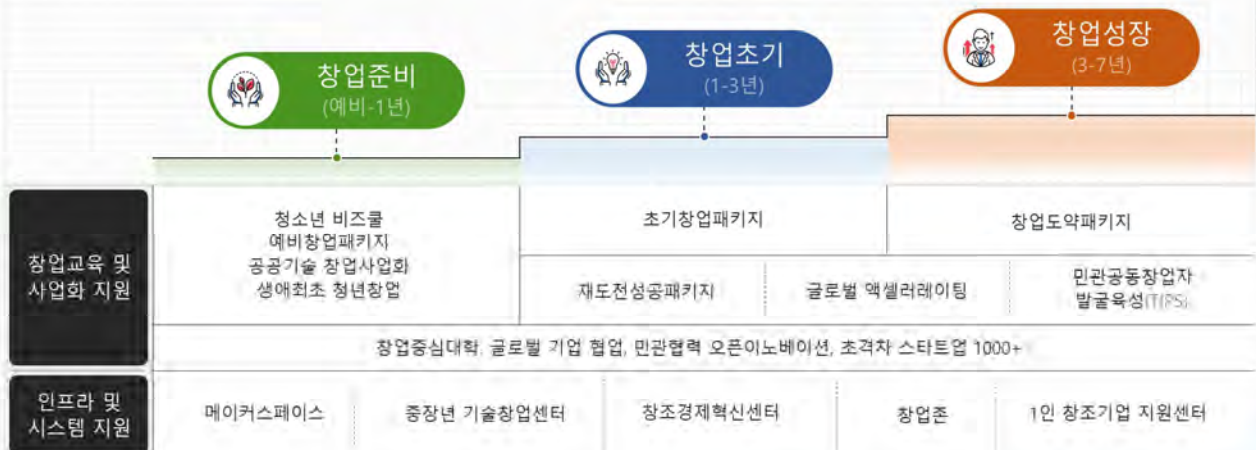 창업준비
(예비-1년)
창업초기
(1-3년)
창업성장
(3-7년)
창업교육 및
사업화 지원
청소년 비즈쿨
예비창업패키지
공공기술 창업사업화
생애최초 청년창업
초기창업패키지
창업도약패키지
재도전성공패키지
글로벌 액셀러레이팅
민관공동창업자
발굴육성(TIPS)
창업중심대학, 글로벌 기업 협업, 민관협력 오픈이노베이션, 초격차 스타트업 1000+
인프라 및
시스템 지원
메이커스페이스
중장년 기술창업센터
창조경제혁신센터
창업존
1인 창조기업 지원센터